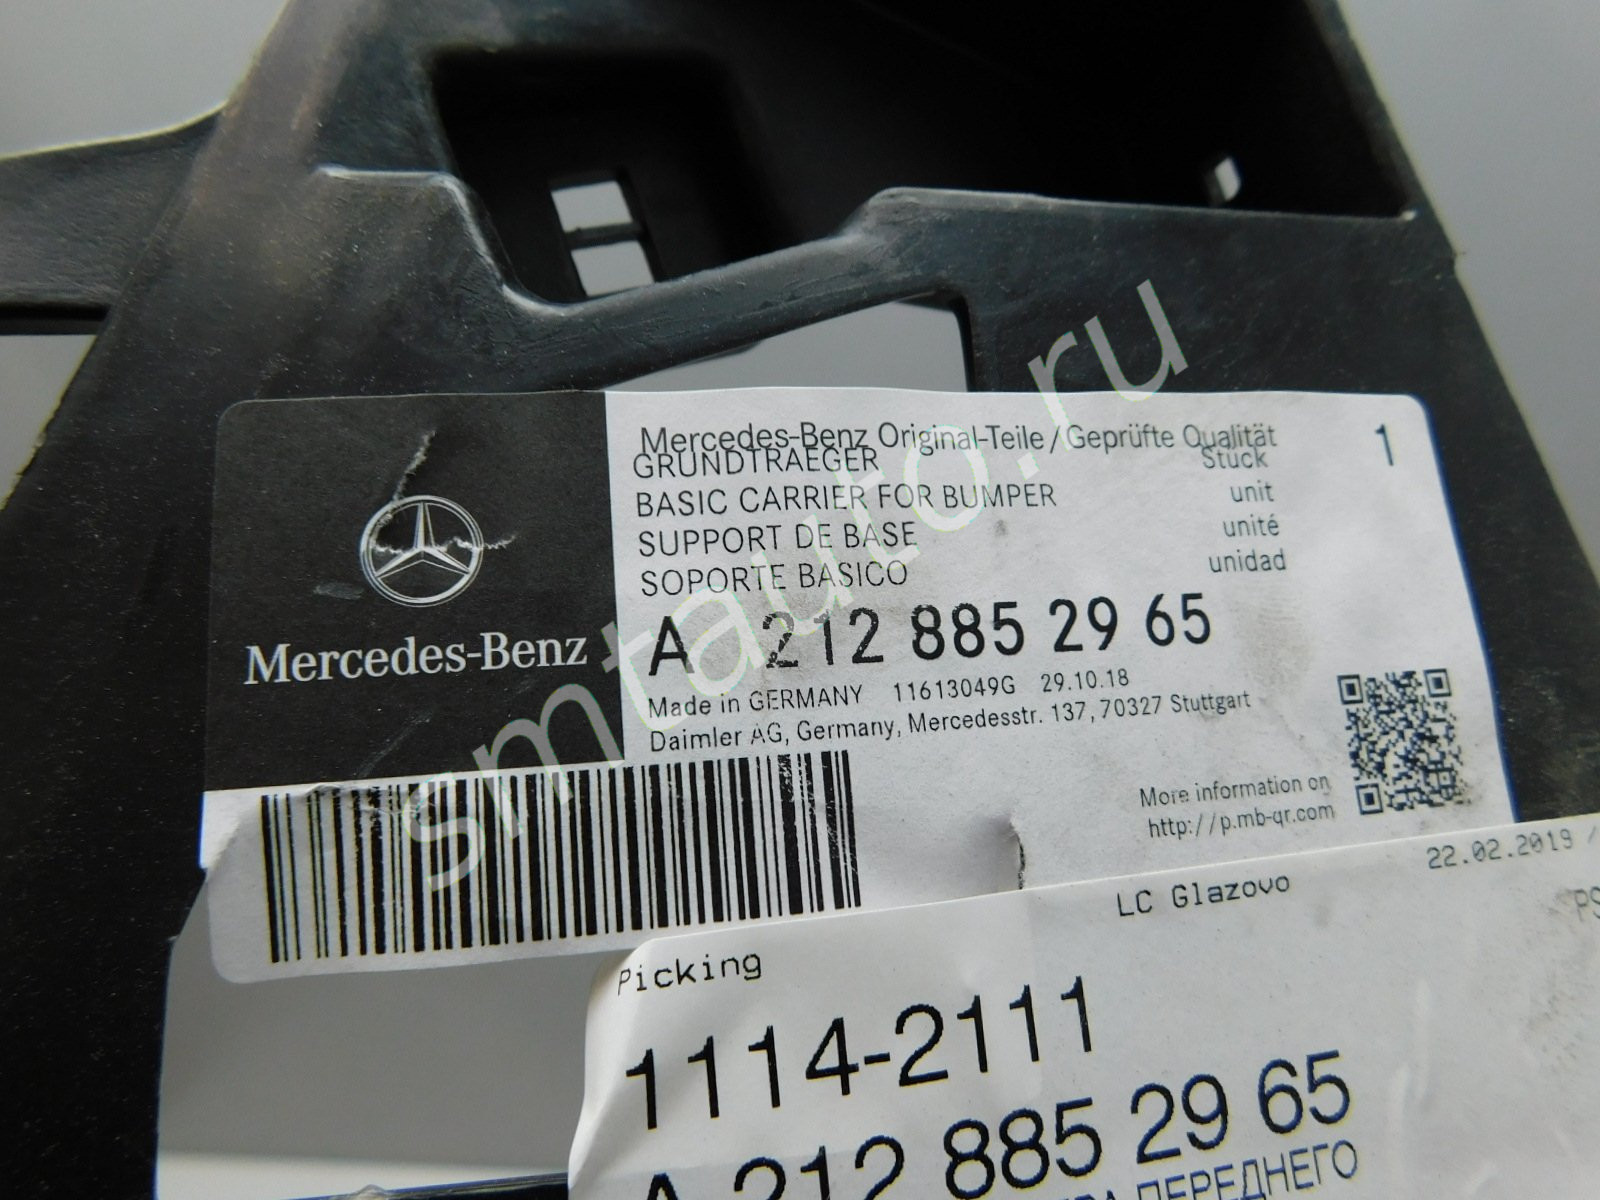 Mercedes-Benz
Mercedes-Benz Original-Teile / Geprüfte Qualität
GRUNDTRAEGER Stück 1
BASIC CARRIER FOR BUMPER unit
SUPPORT DE BASE unité
SOPORTE BASICO unidad
A 212 885 29 65
Made in GERMANY 11613049G 29.10.18
Daimler AG, Germany, Mercedesstr. 137, 70327 Stuttgart
More information on
http://p.mb-qr.com
smtauto.ru
22.02.2019 /
LC Glazovo PS
Picking
1114-2111
A 212 885 29 65
ПЕРЕДНЕГО